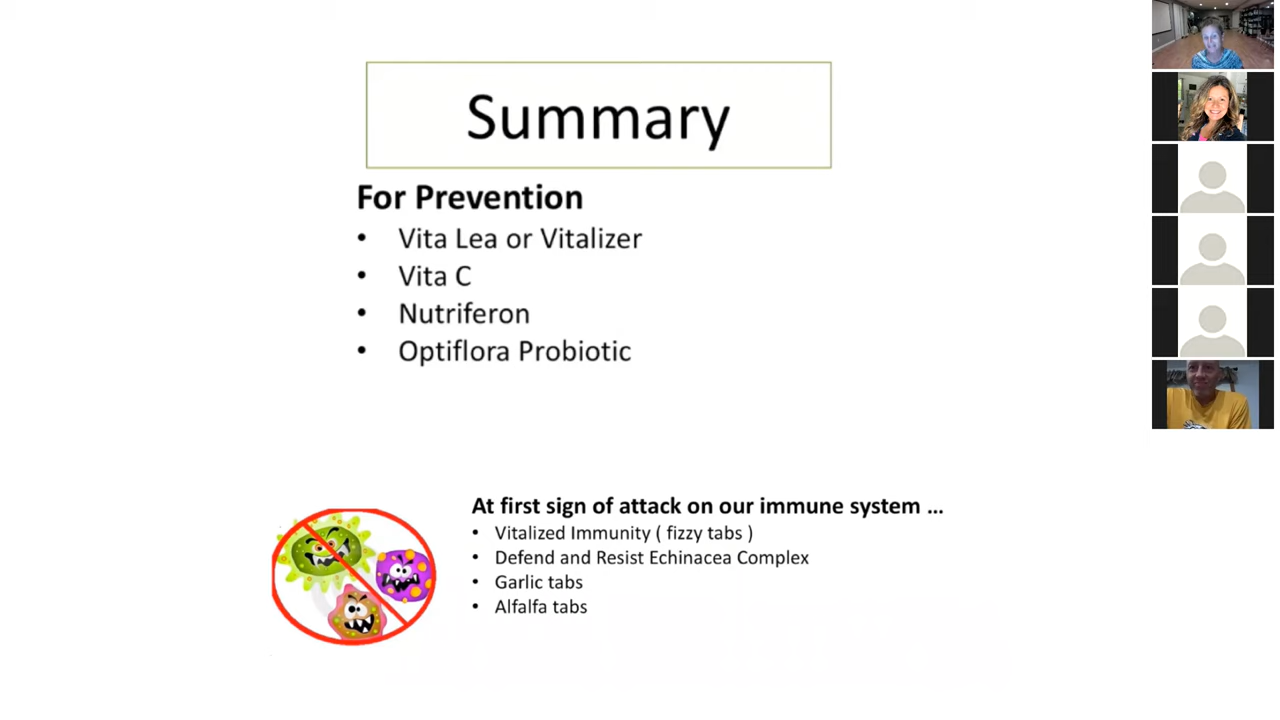 Summary
For Prevention
• Vita Lea or Vitalizer
• Vita C
• Nutriferon
• Optiflora Probiotic
At first sign of attack on our immune system ...
• Vitalized Immunity ( fizzy tabs )
• Defend and Resist Echinacea Complex
• Garlic tabs
• Alfalfa tabs